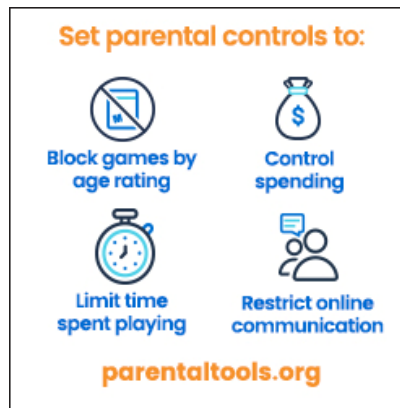 Set parental controls to:
Block games by
age rating
$
Control
spending
Limit time
spent playing
Restrict online
communication
parentaltools.org